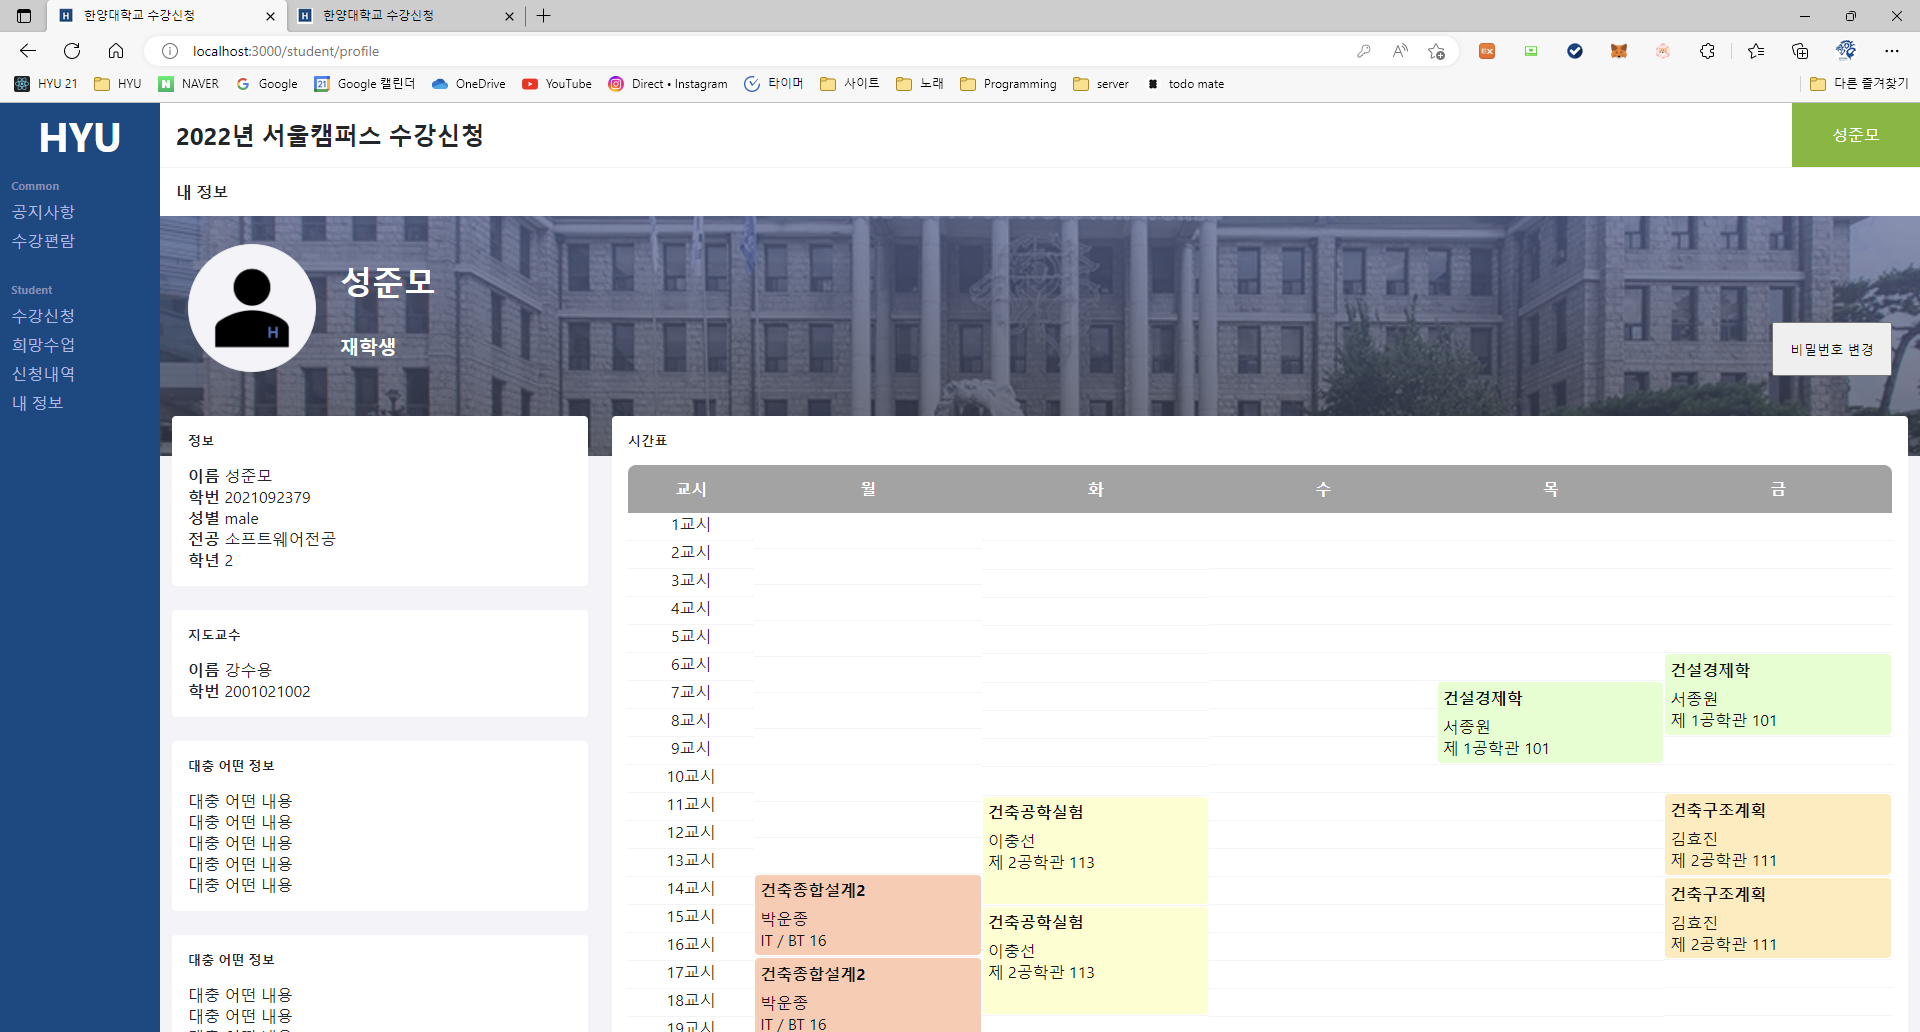 한양대학교 수강신청
한양대학교 수강신청
localhost:3000/student/profile
HYU 21
HYU
NAVER
Google
Google 캘린더
OneDrive
YouTube
Direct • Instagram
타이머
사이트
노래
Programming
server
todo mate
다른 즐겨찾기
HYU
2022년 서울캠퍼스 수강신청
성준모
Common
공지사항
수강편람
Student
수강신청
희망수업
신청내역
내 정보
내 정보
성준모
재학생
비밀번호 변경
정보
이름 성준모
학번 2021092379
성별 male
전공 소프트웨어전공
학년 2
지도교수
이름 강수용
학번 2001021002
대충 어떤 정보
대충 어떤 내용
대충 어떤 내용
대충 어떤 내용
대충 어떤 내용
대충 어떤 내용
대충 어떤 정보
대충 어떤 내용
대충 어떤 내용
시간표
교시 월 화 수 목 금
1교시
2교시
3교시
4교시
5교시
6교시
7교시
8교시
9교시
10교시
11교시
12교시
13교시
14교시
15교시
16교시
17교시
18교시
19교시
건축종합설계2
박운종
IT / BT 16
건축종합설계2
박운종
IT / BT 16
건축공학실험
이충선
제 2공학관 113
건축공학실험
이충선
제 2공학관 113
건설경제학
서종원
제 1공학관 101
건설경제학
서종원
제 1공학관 101
건축구조계획
김효진
제 2공학관 111
건축구조계획
김효진
제 2공학관 111